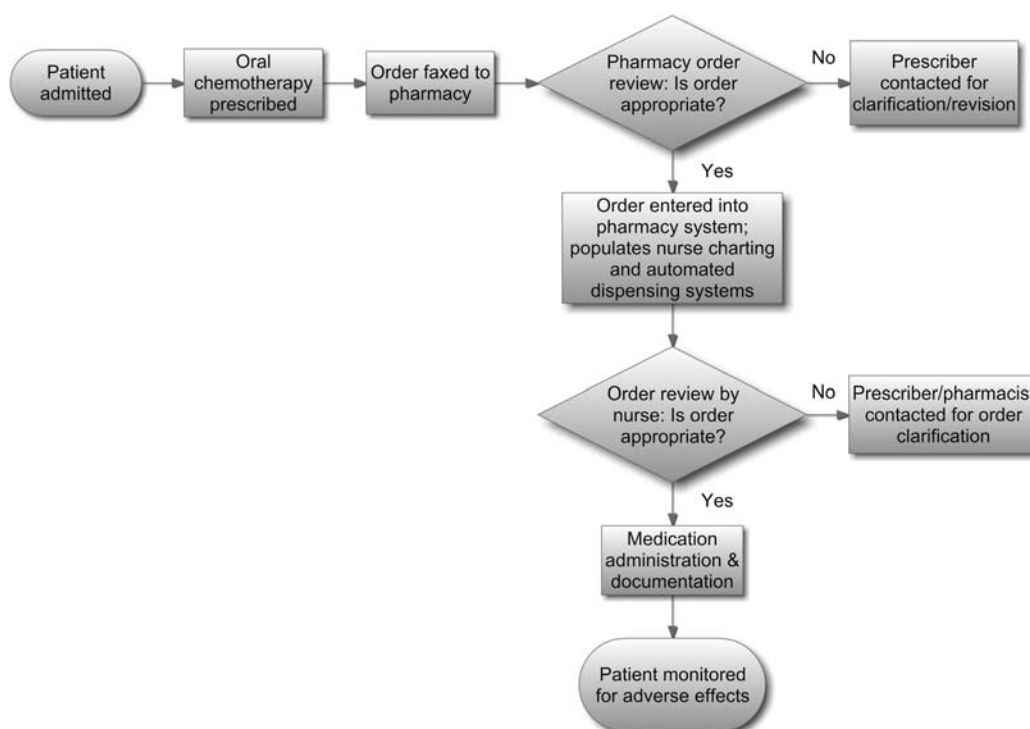 Patient
admitted
Oral
chemotherapy
prescribed
Order faxed to
pharmacy
Pharmacy order
review: Is order
appropriate?
No
Prescriber
contacted for
clarification/revision
Yes
Order entered into
pharmacy system;
populates nurse charting
and automated
dispensing systems
Order review by
nurse: Is order
appropriate?
No
Prescriber/pharmacis
contacted for order
clarification
Yes
Medication
administration &
documentation
Patient monitored
for adverse effects